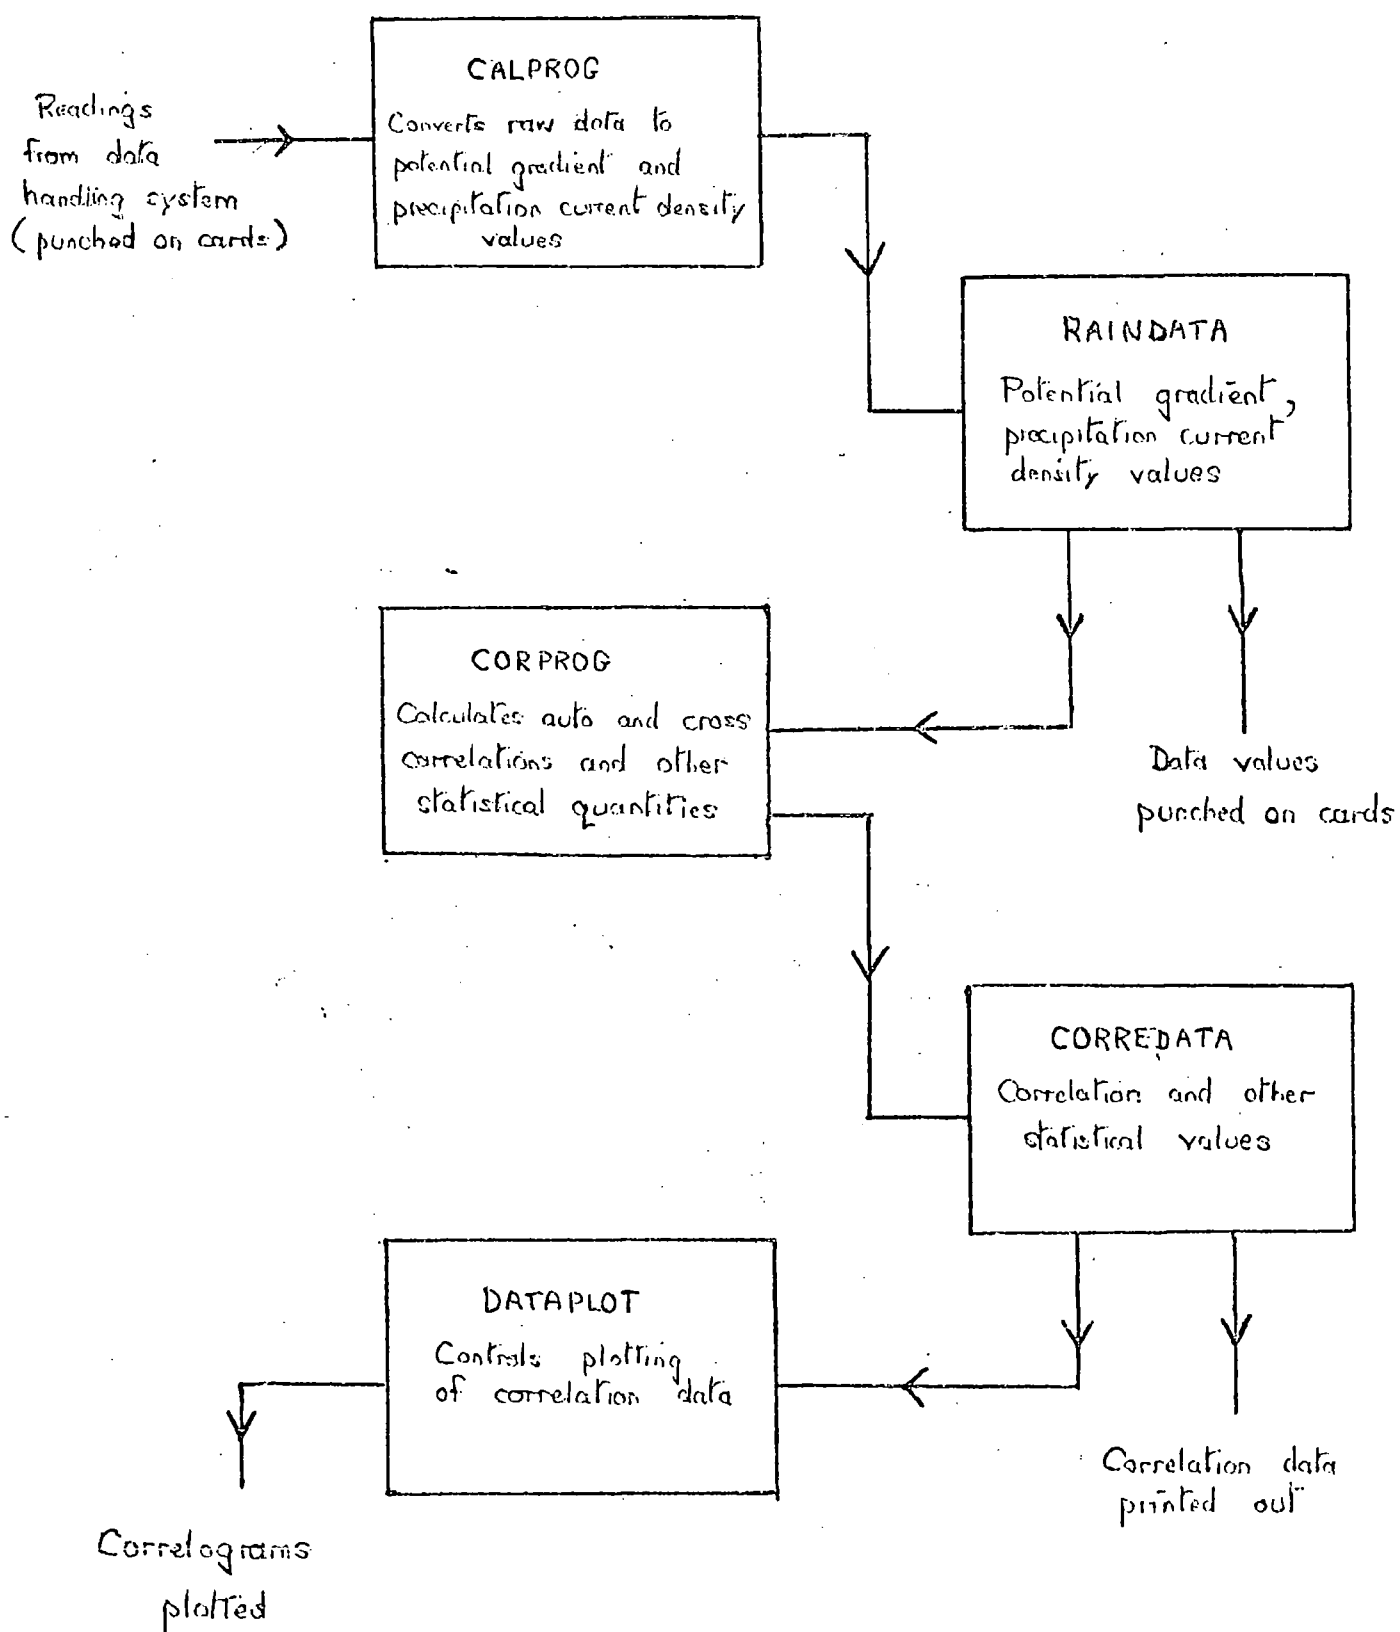 CALPROG
Converts raw data to
potential gradient and
precipitation current density
values
Readings
from data
handling system
(punched on cards)
RAINDATA
Potential gradient,
precipitation current
density values
CORPROG
Calculates auto and cross
correlations and other
statistical quantities
Data values
punched on cards
CORREDATA
Correlation and other
statistical values
DATAPLOT
Controls plotting
of correlation data
Correlation data
printed out
Correlograms
plotted